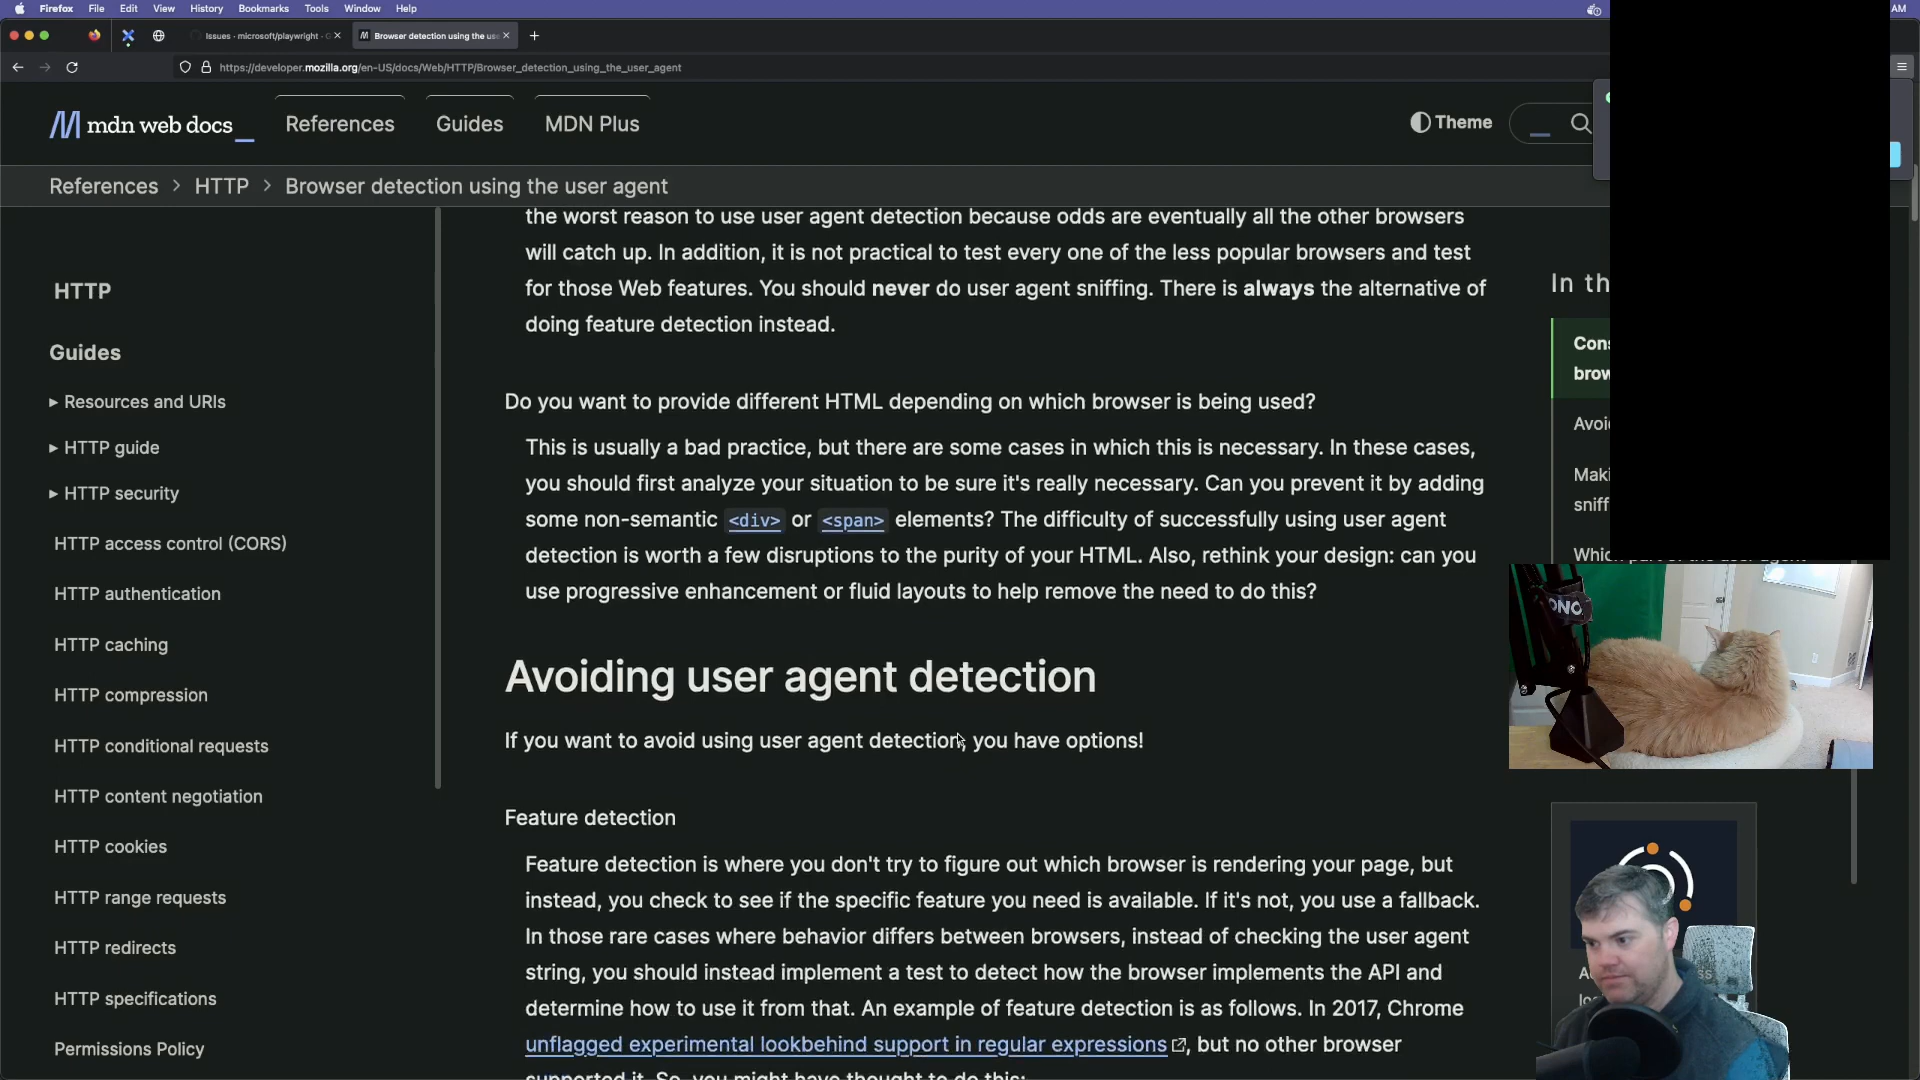 Firefox File Edit View History Bookmarks Tools Window Help AM
Issues · microsoft/playwright · Browser detection using the us
https://developer.mozilla.org/en-US/docs/Web/HTTP/Browser_detection_using_the_user_agent
mdn web docs_ References Guides MDN Plus Theme
References > HTTP > Browser detection using the user agent
the worst reason to use user agent detection because odds are eventually all the other browsers
will catch up. In addition, it is not practical to test every one of the less popular browsers and test
for those Web features. You should never do user agent sniffing. There is always the alternative of
doing feature detection instead.
Do you want to provide different HTML depending on which browser is being used?
This is usually a bad practice, but there are some cases in which this is necessary. In these cases,
you should first analyze your situation to be sure it's really necessary. Can you prevent it by adding
some non-semantic <div> or <span> elements? The difficulty of successfully using user agent
detection is worth a few disruptions to the purity of your HTML. Also, rethink your design: can you
use progressive enhancement or fluid layouts to help remove the need to do this?
Avoiding user agent detection
If you want to avoid using user agent detection, you have options!
Feature detection
Feature detection is where you don't try to figure out which browser is rendering your page, but
instead, you check to see if the specific feature you need is available. If it's not, you use a fallback.
In those rare cases where behavior differs between browsers, instead of checking the user agent
string, you should instead implement a test to detect how the browser implements the API and
determine how to use it from that. An example of feature detection is as follows. In 2017, Chrome
unflagged experimental lookbehind support in regular expressions, but no other browser
supported it. So, you might have thought to do this:
HTTP
Guides
Resources and URIs
HTTP guide
HTTP security
HTTP access control (CORS)
HTTP authentication
HTTP caching
HTTP compression
HTTP conditional requests
HTTP content negotiation
HTTP cookies
HTTP range requests
HTTP redirects
HTTP specifications
Permissions Policy
In th
Cons
brow
Avoi
Maki
sniff